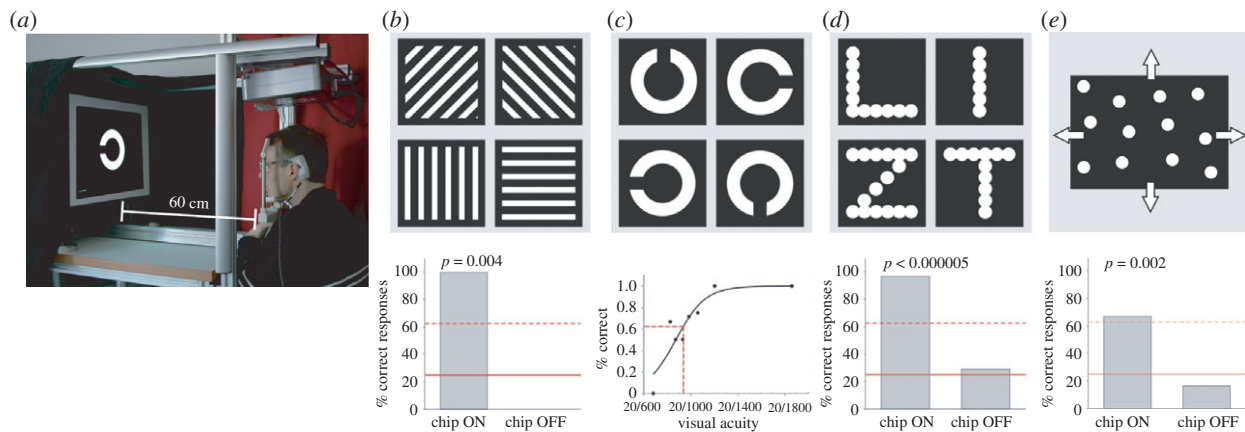 (a)
60 cm
(b)
(c)
(d)
L I
Z T
(e)
p = 0.004
% correct responses
100
80
60
40
20
0
chip ON chip OFF
% correct
1.0
0.8
0.6
0.4
0.2
0
20/600 20/1000 20/1400 20/1800
visual acuity
p < 0.000005
% correct responses
100
80
60
40
20
0
chip ON chip OFF
p = 0.002
% correct responses
100
80
60
40
20
0
chip ON chip OFF